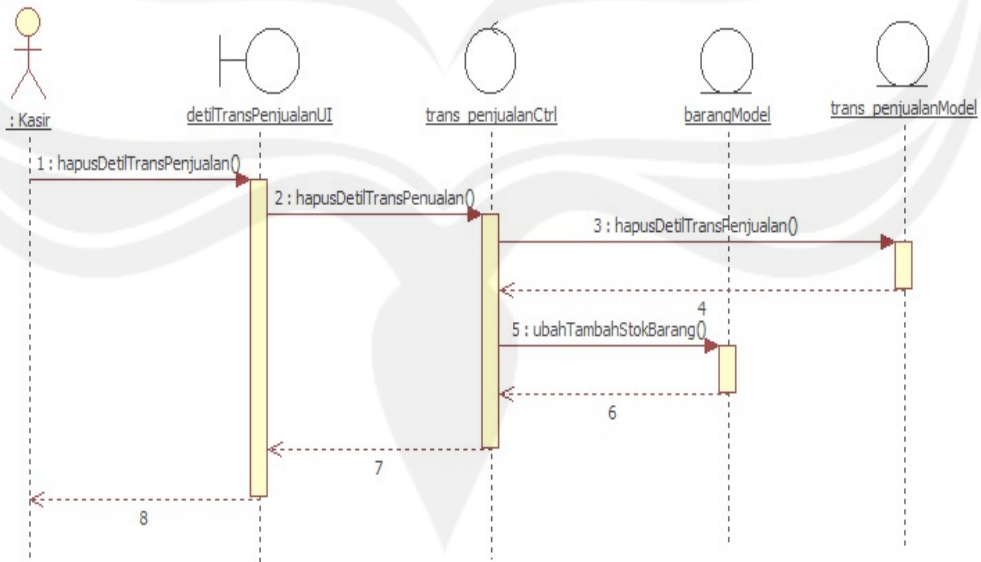 : Kasir
detilTransPenjualanUI
trans_penjualanCtrl
barangModel
trans_penjualanModel
1 : hapusDetilTransPenjualan()
2 : hapusDetilTransPenualan()
3 : hapusDetilTransPenjualan()
4
5 : ubahTambahStokBarang()
6
7
8